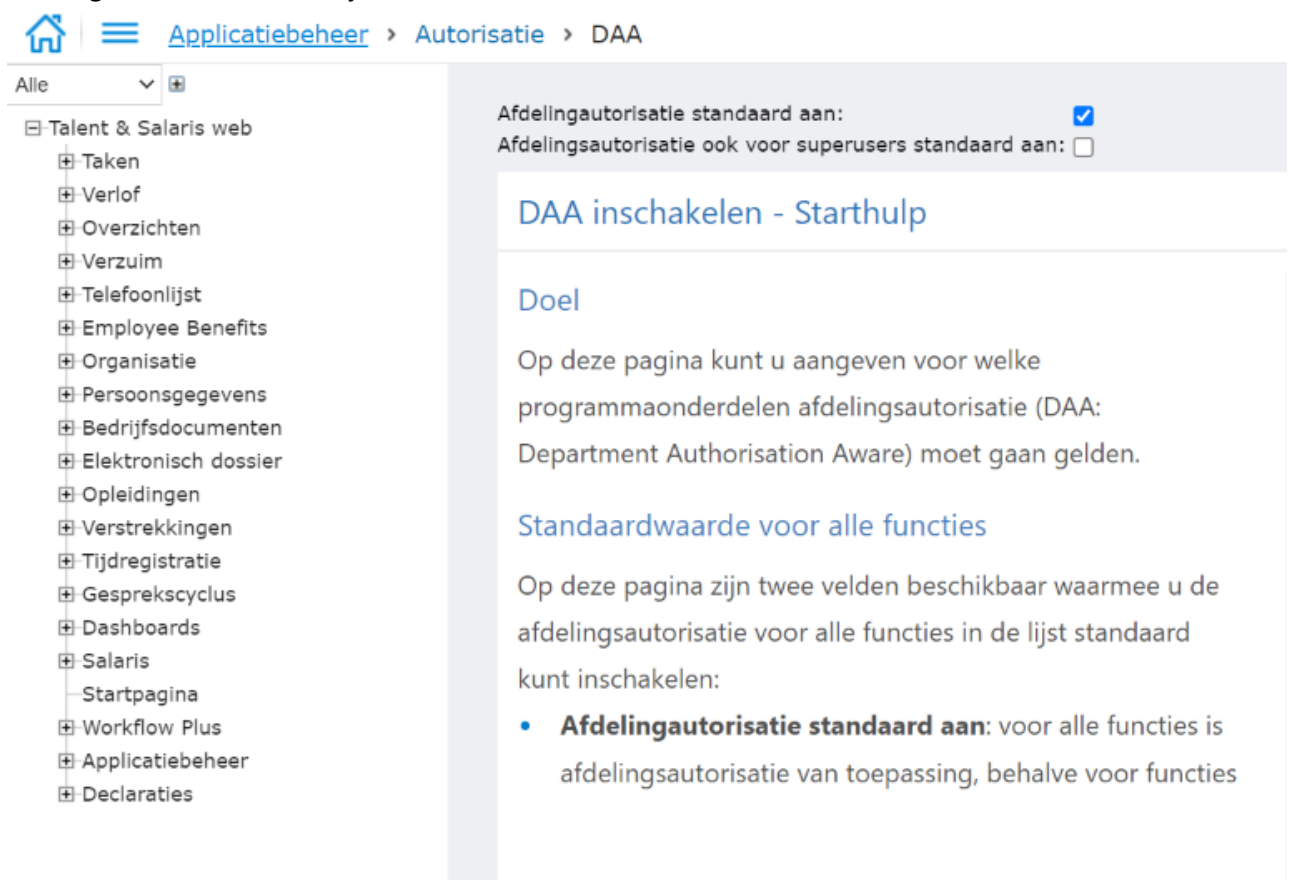 Applicatiebeheer > Autorisatie > DAA
Alle
Talent & Salaris web
Taken
Verlof
Overzichten
Verzuim
Telefoonlijst
Employee Benefits
Organisatie
Persoonsgegevens
Bedrijfsdocumenten
Elektronisch dossier
Opleidingen
Verstrekkingen
Tijdregistratie
Gesprekscyclus
Dashboards
Salaris
Startpagina
Workflow Plus
Applicatiebeheer
Declaraties
Afdelingautorisatie standaard aan:
Afdelingsautorisatie ook voor superusers standaard aan:
DAA inschakelen - Starthulp
Doel
Op deze pagina kunt u aangeven voor welke
programmaonderdelen afdelingsautorisatie (DAA:
Department Authorisation Aware) moet gaan gelden.
Standaardwaarde voor alle functies
Op deze pagina zijn twee velden beschikbaar waarmee u de
afdelingsautorisatie voor alle functies in de lijst standaard
kunt inschakelen:
• Afdelingautorisatie standaard aan: voor alle functies is
afdelingsautorisatie van toepassing, behalve voor functies